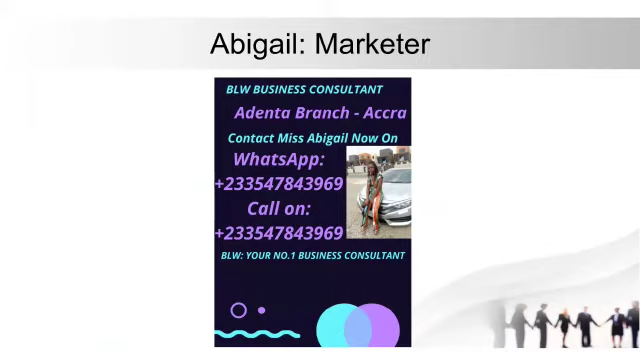 Abigail: Marketer
BLW BUSINESS CONSULTANT
Adenta Branch - Accra
Contact Miss Abigail Now On
WhatsApp:
+233547843969
Call on:
+233547843969
BLW: YOUR NO.1 BUSINESS CONSULTANT